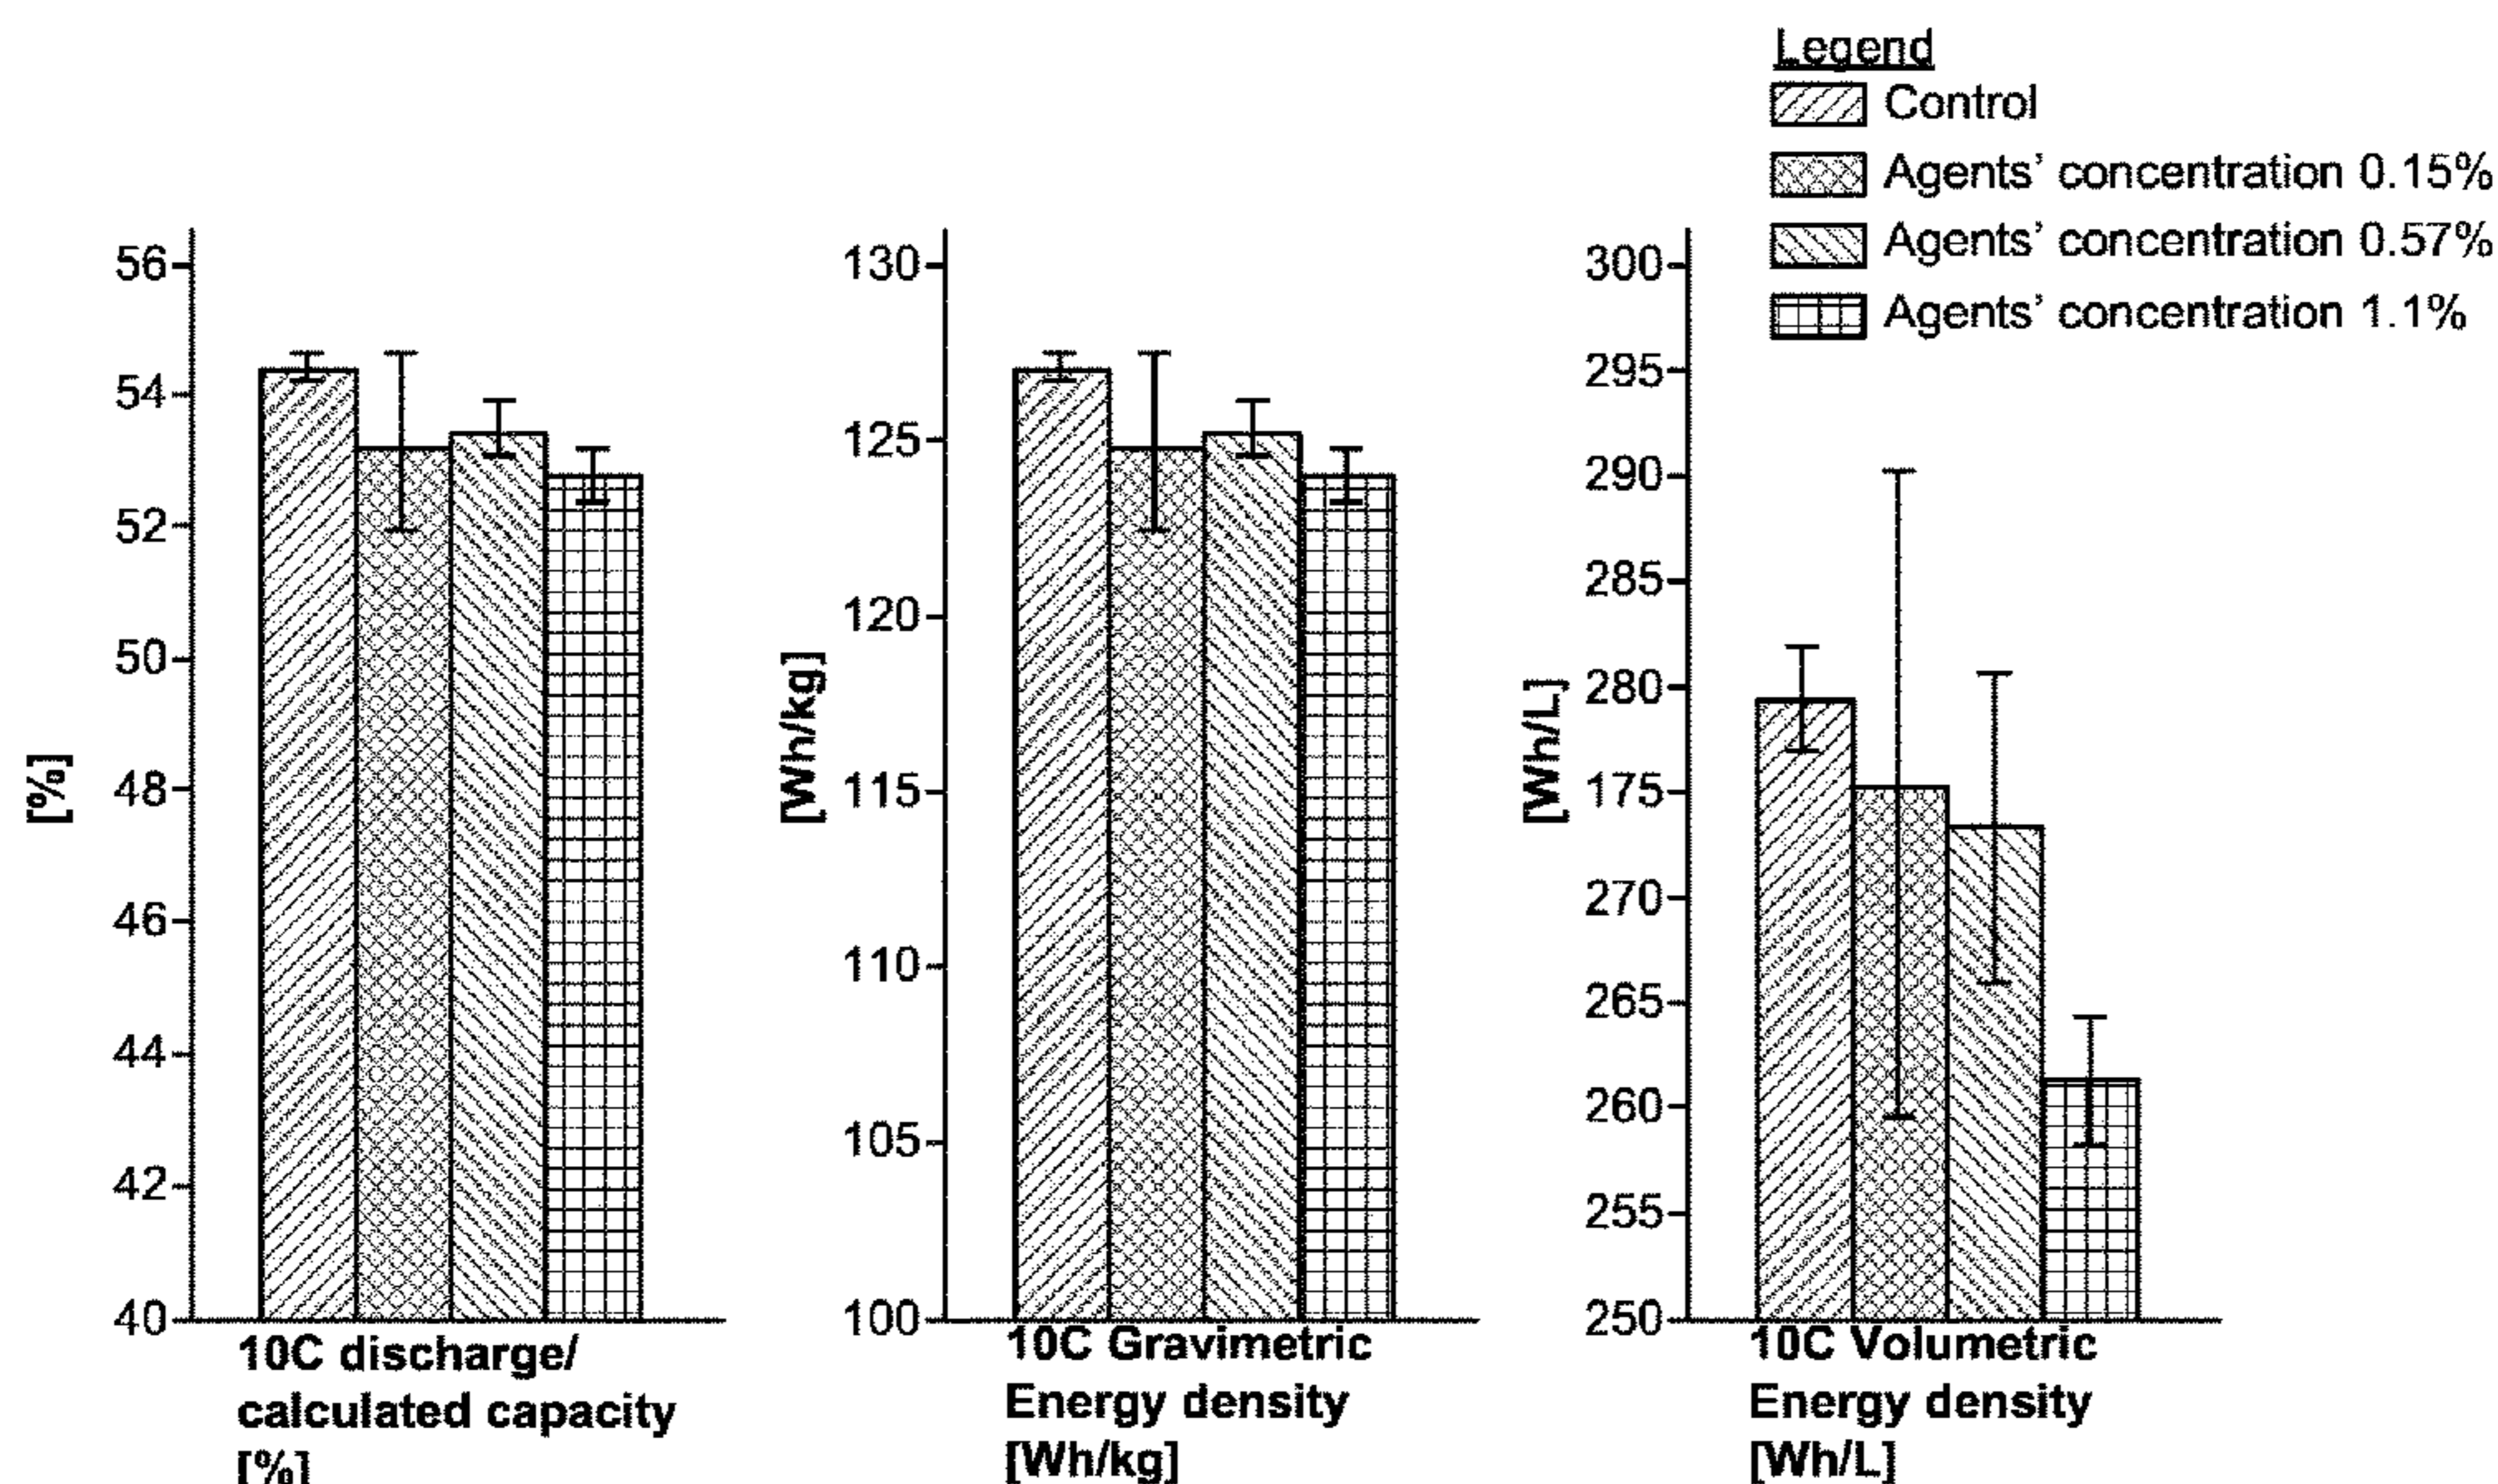 Legend
Control
Agents' concentration 0.15%
Agents' concentration 0.57%
Agents' concentration 1.1%
[%]
56
54
52
50
48
46
44
42
40
10C discharge/
calculated capacity
[%]
[Wh/kg]
130
125
120
115
110
105
100
10C Gravimetric
Energy density
[Wh/kg]
[Wh/L]
300
295
290
285
280
175
270
265
260
255
250
10C Volumetric
Energy density
[Wh/L]